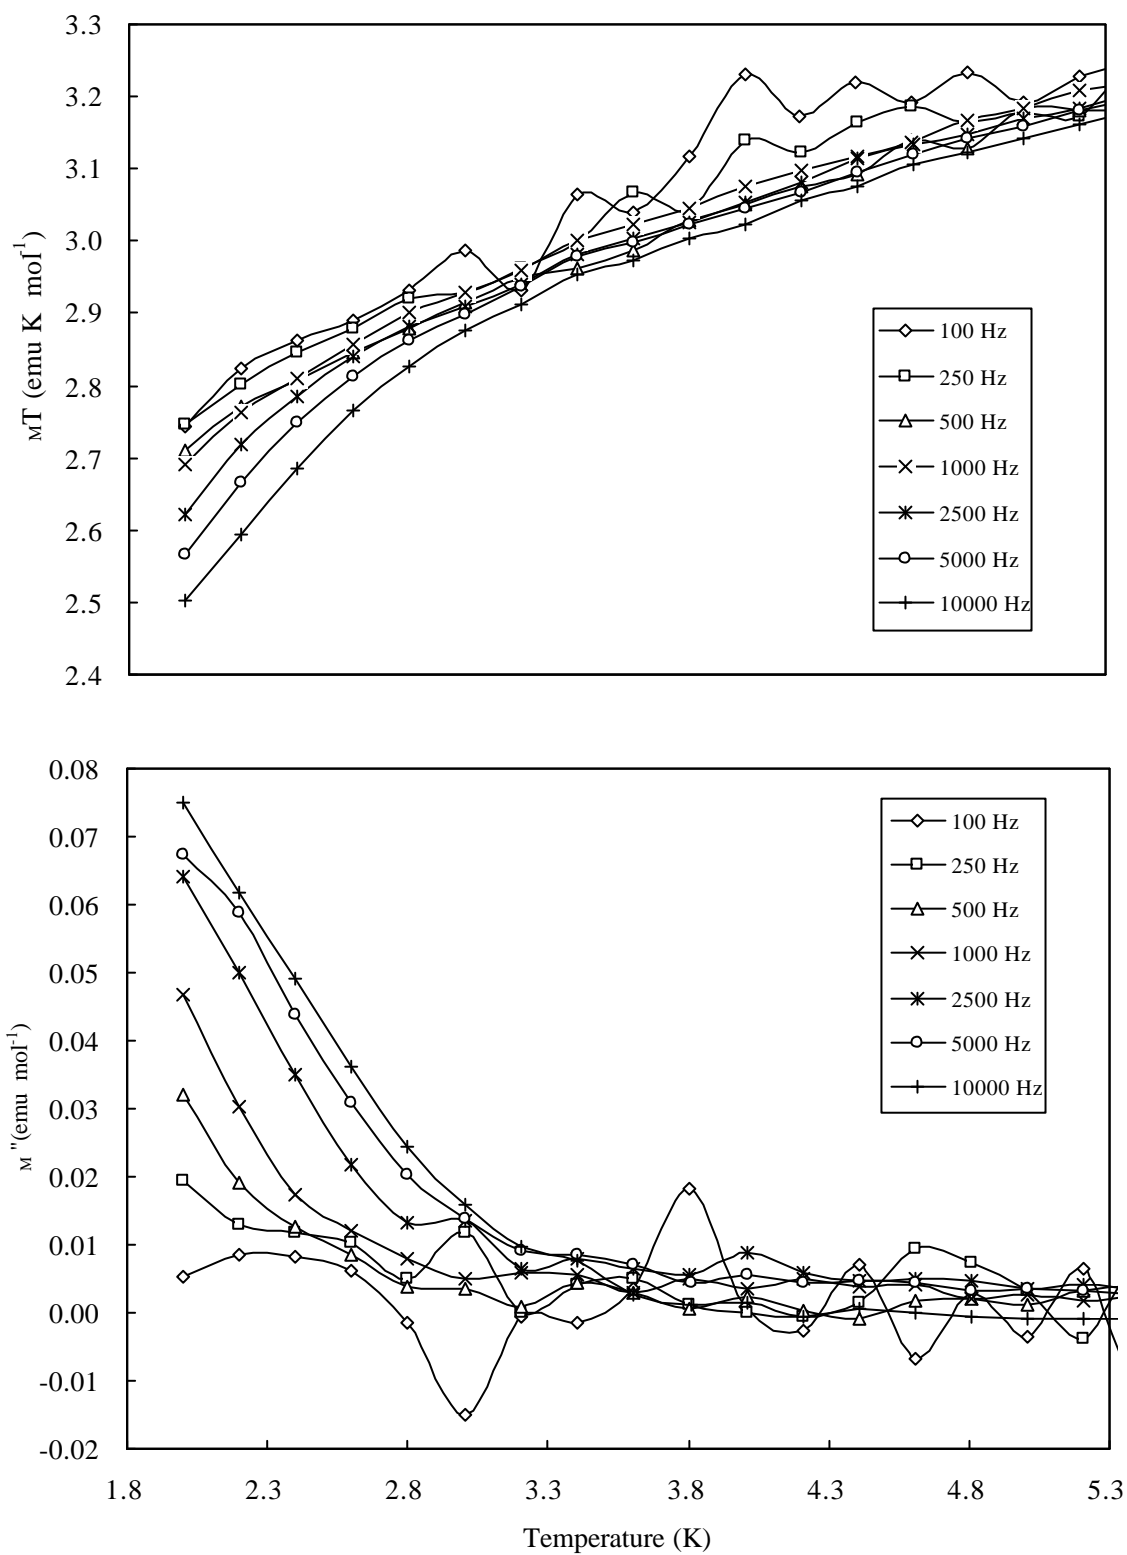 3.3
3.2
3.1
3.0
2.9
2.8
2.7
2.6
2.5
2.4
MT (emu K mol-1)
100 Hz
250 Hz
500 Hz
1000 Hz
2500 Hz
5000 Hz
10000 Hz
0.08
0.07
0.06
0.05
0.04
0.03
0.02
0.01
0.00
-0.01
-0.02
M "(emu mol-1)
100 Hz
250 Hz
500 Hz
1000 Hz
2500 Hz
5000 Hz
10000 Hz
1.8 2.3 2.8 3.3 3.8 4.3 4.8 5.3
Temperature (K)